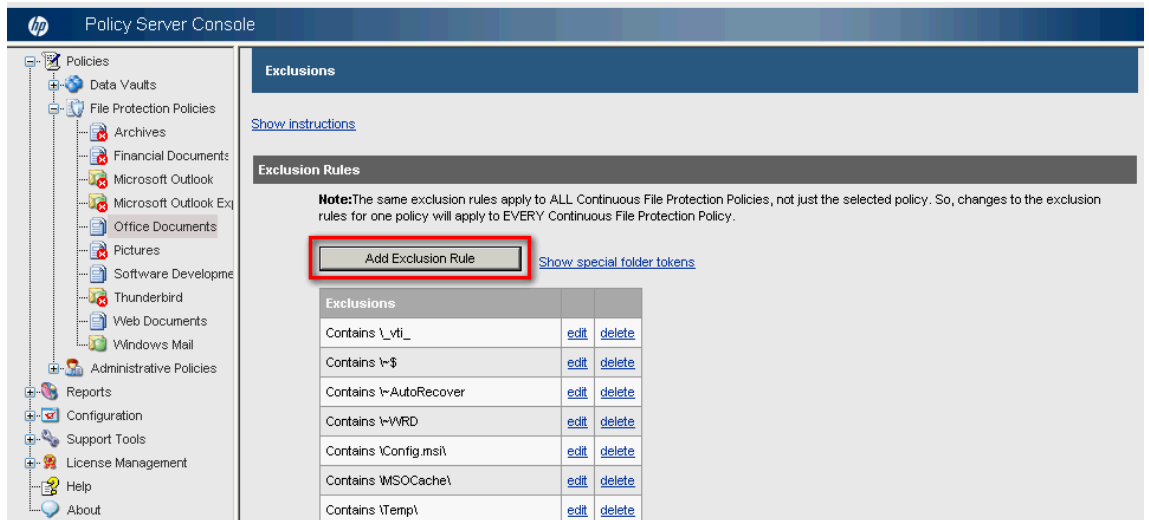 hp Policy Server Console
Policies
Data Vaults
File Protection Policies
Archives
Financial Documents
Microsoft Outlook
Microsoft Outlook Exp
Office Documents
Pictures
Software Developme
Thunderbird
Web Documents
Windows Mail
Administrative Policies
Reports
Configuration
Support Tools
License Management
Help
About
Exclusions
Show instructions
Exclusion Rules
Note:The same exclusion rules apply to ALL Continuous File Protection Policies, not just the selected policy. So, changes to the exclusion
rules for one policy will apply to EVERY Continuous File Protection Policy.
Add Exclusion Rule Show special folder tokens
Exclusions
Contains \_vti_ edit delete
Contains \~$ edit delete
Contains \~AutoRecover edit delete
Contains \~WRD edit delete
Contains \Config.msi\ edit delete
Contains \MSOCache\ edit delete
Contains \Temp\ edit delete